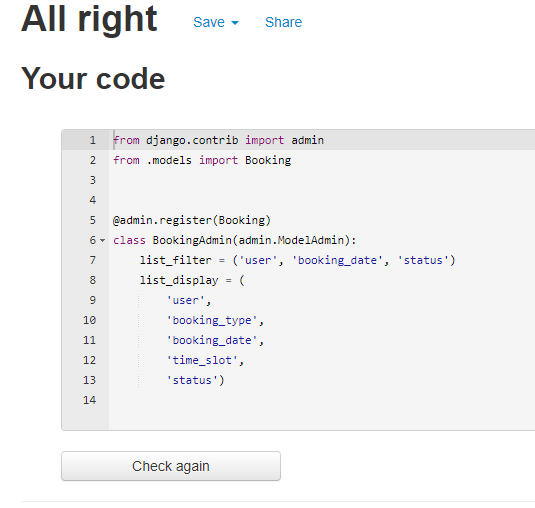 All right Save Share
Your code
1 from django.contrib import admin
2 from .models import Booking
3
4
5 @admin.register(Booking)
6 class BookingAdmin(admin.ModelAdmin):
7     list_filter = ('user', 'booking_date', 'status')
8     list_display = (
9         'user',
10         'booking_type',
11         'booking_date',
12         'time_slot',
13         'status')
14
Check again